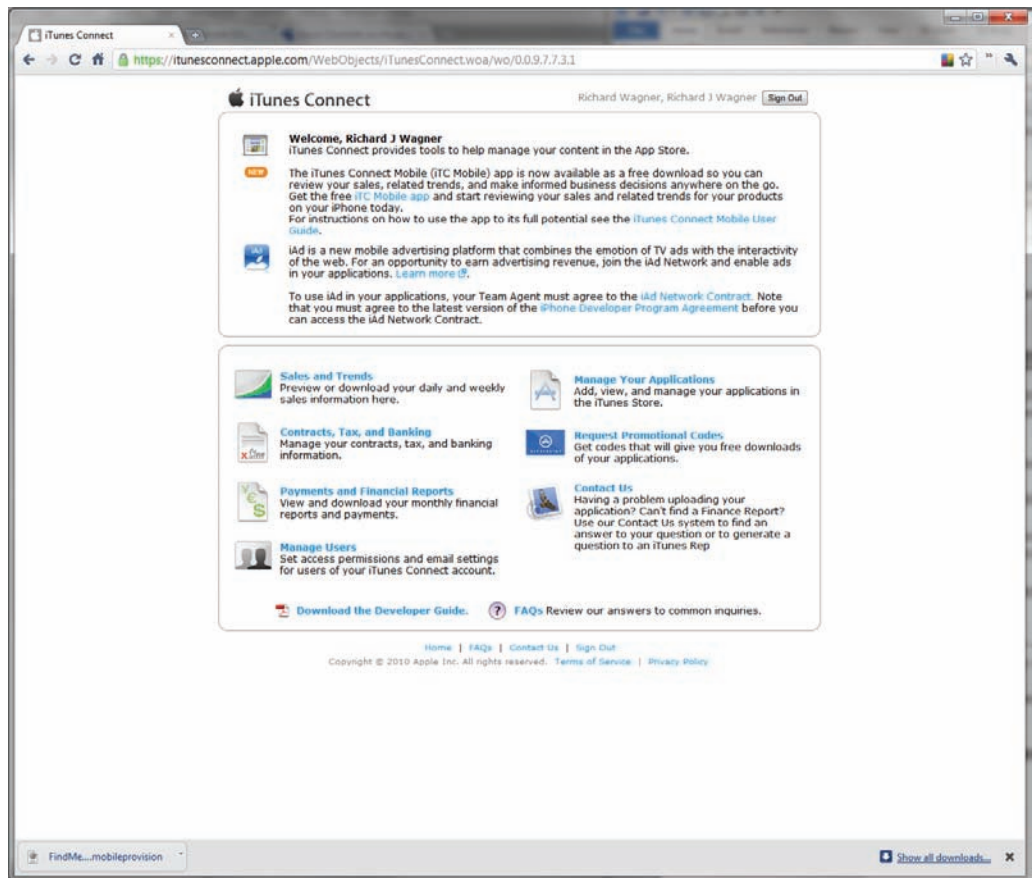 iTunes Connect
https://itunesconnect.apple.com/WebObjects/iTunesConnect.woa/wo/0.0.9.7.7.3.1
iTunes Connect
Richard Wagner, Richard J Wagner Sign Out
Welcome, Richard J Wagner
iTunes Connect provides tools to help manage your content in the App Store.
NEW
The iTunes Connect Mobile (iTC Mobile) app is now available as a free download so you can
review your sales, related trends, and make informed business decisions anywhere on the go.
Get the free iTC Mobile app and start reviewing your sales and related trends for your products
on your iPhone today.
For instructions on how to use the app to its full potential see the iTunes Connect Mobile User
Guide.
iAd
iAd is a new mobile advertising platform that combines the emotion of TV ads with the interactivity
of the web. For an opportunity to earn advertising revenue, join the iAd Network and enable ads
in your applications. Learn more.
To use iAd in your applications, your Team Agent must agree to the iAd Network Contract. Note
that you must agree to the latest version of the iPhone Developer Program Agreement before you
can access the iAd Network Contract.
Sales and Trends
Preview or download your daily and weekly
sales information here.
Contracts, Tax, and Banking
Manage your contracts, tax, and banking
information.
Payments and Financial Reports
View and download your monthly financial
reports and payments.
Manage Users
Set access permissions and email settings
for users of your iTunes Connect account.
Manage Your Applications
Add, view, and manage your applications in
the iTunes Store.
Request Promotional Codes
Get codes that will give you free downloads
of your applications.
Contact Us
Having a problem uploading your
application? Can't find a Finance Report?
Use our Contact Us system to find an
answer to your question or to generate a
question to an iTunes Rep
Download the Developer Guide. ? FAQs Review our answers to common inquiries.
Home | FAQs | Contact Us | Sign Out
Copyright © 2010 Apple Inc. All rights reserved. Terms of Service | Privacy Policy
FindMe....mobileprovision
Show all downloads...